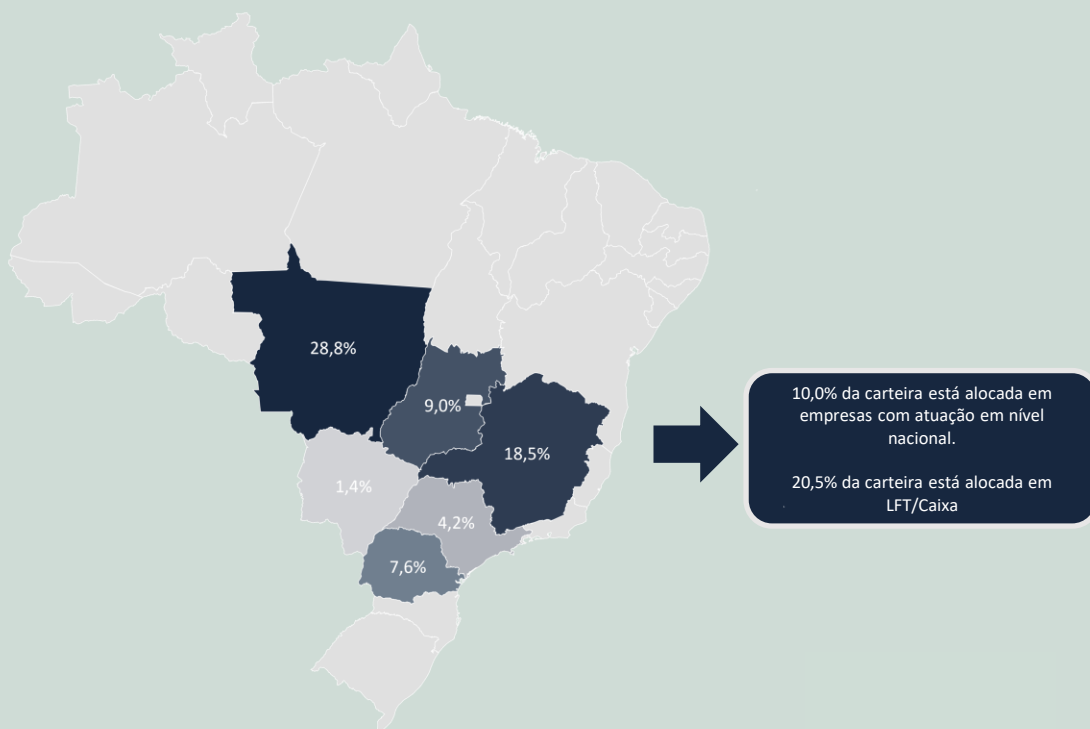 28,8%
9,0%
18,5%
1,4%
4,2%
7,6%
10,0% da carteira está alocada em
empresas com atuação em nível
nacional.
20,5% da carteira está alocada em
LFT/Caixa